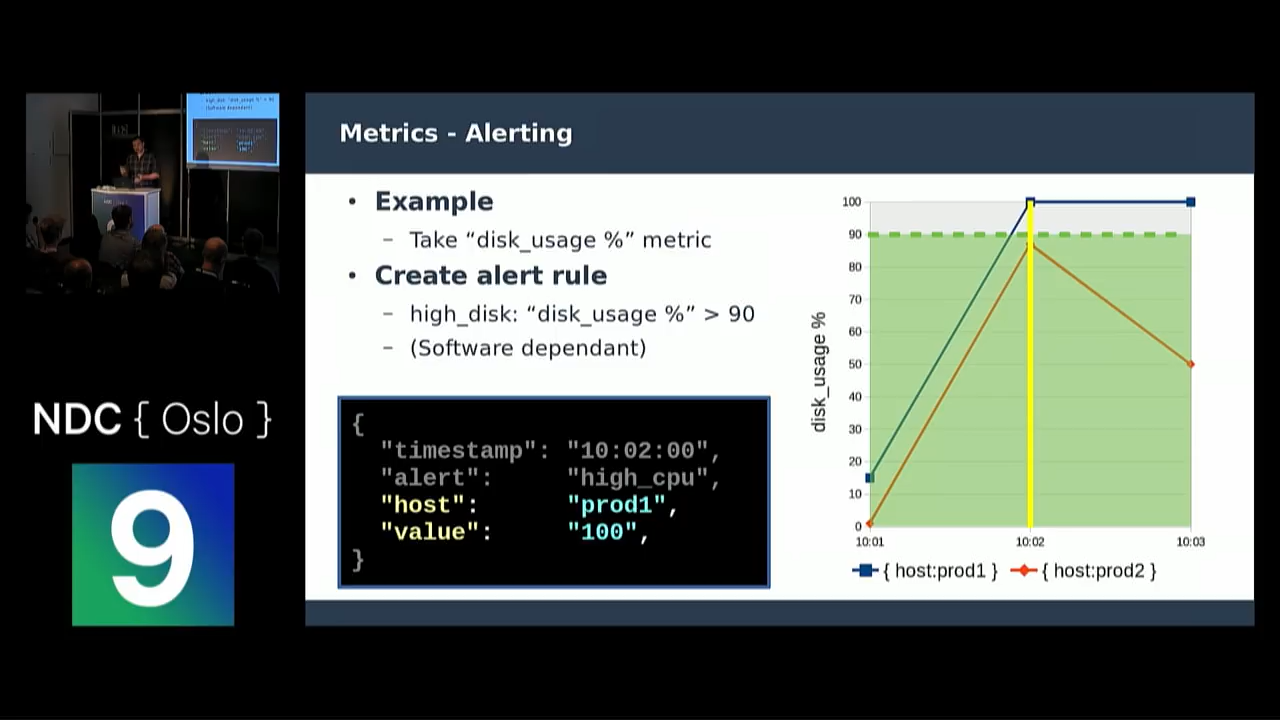 Metrics - Alerting
• Example
– Take “disk_usage %” metric
• Create alert rule
– high_disk: “disk_usage %” > 90
– (Software dependant)
{
"timestamp": "10:02:00",
"alert": "high_cpu",
"host": "prod1",
"value": "100",
}
disk_usage %
100
90
80
70
60
50
40
30
20
10
0
10:01 10:02 10:03
{ host:prod1 } { host:prod2 }
NDC { Oslo }
9